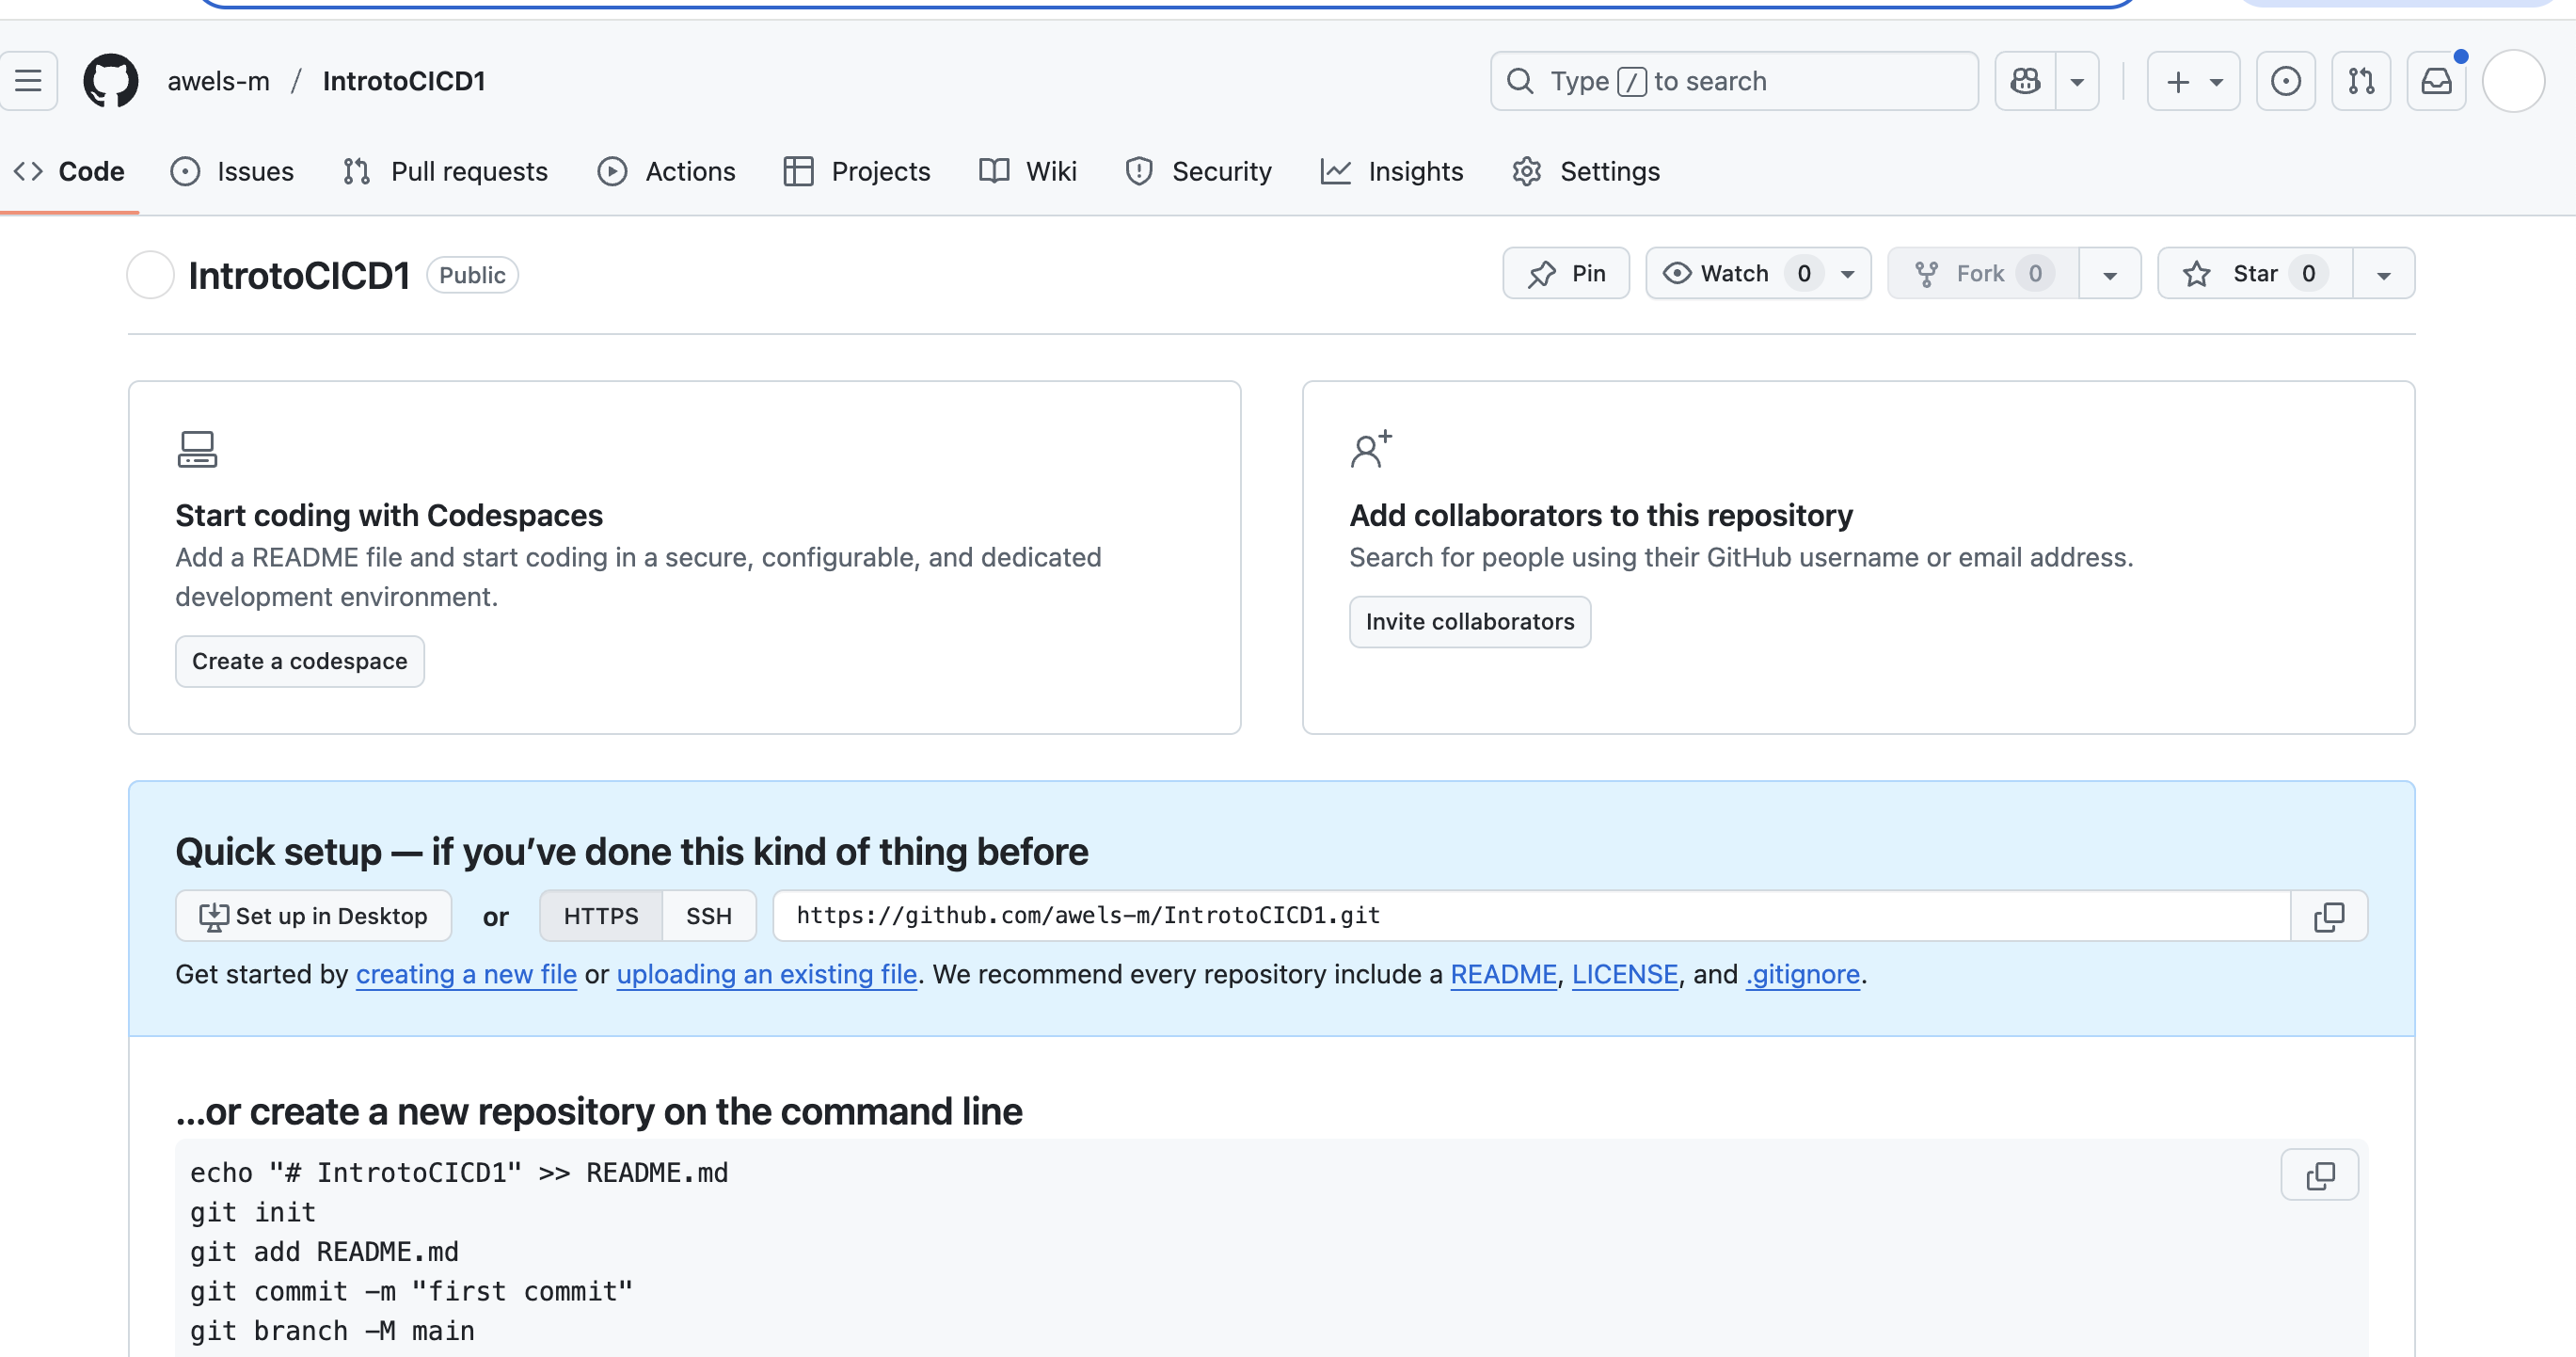 awels-m / IntrotoCICD1
Type / to search
Code Issues Pull requests Actions Projects Wiki Security Insights Settings
IntrotoCICD1 Public
Pin Watch 0 Fork 0 Star 0
Start coding with Codespaces
Add a README file and start coding in a secure, configurable, and dedicated
development environment.
Create a codespace
Add collaborators to this repository
Search for people using their GitHub username or email address.
Invite collaborators
Quick setup — if you’ve done this kind of thing before
Set up in Desktop or HTTPS SSH https://github.com/awels-m/IntrotoCICD1.git
Get started by creating a new file or uploading an existing file. We recommend every repository include a README, LICENSE, and .gitignore.
…or create a new repository on the command line
echo "# IntrotoCICD1" >> README.md
git init
git add README.md
git commit -m "first commit"
git branch -M main